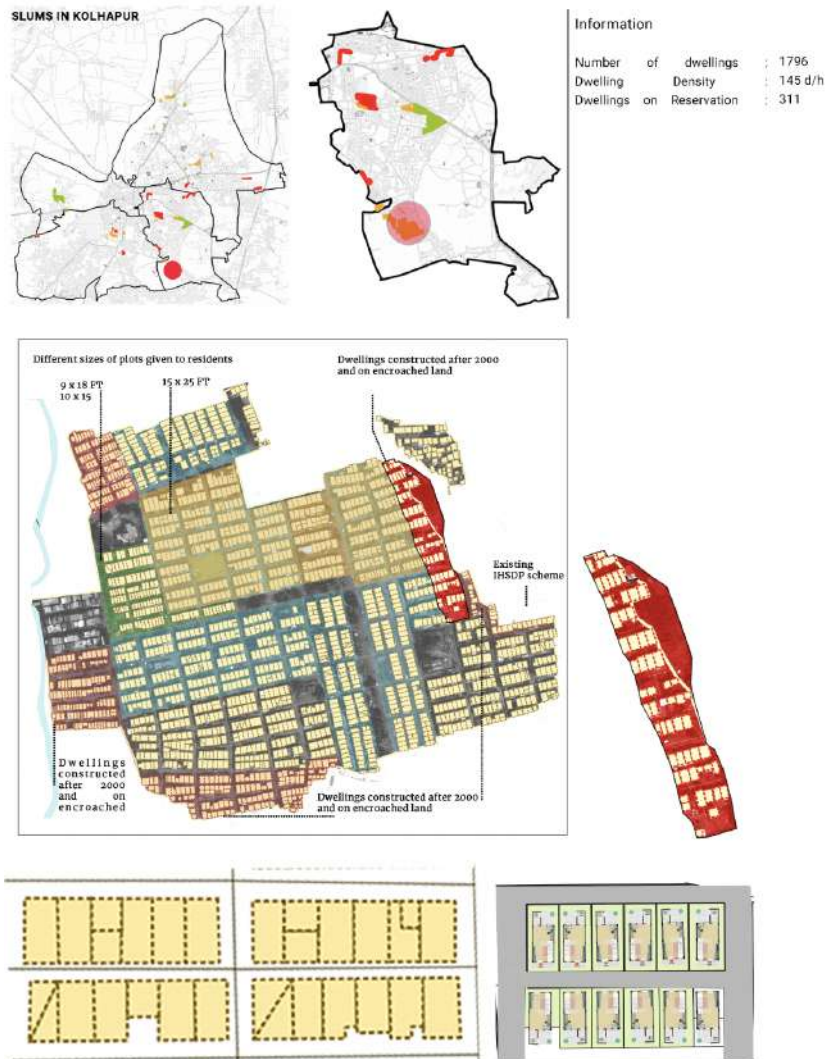 SLUMS IN KOLHAPUR
Information
Number of dwellings : 1796
Dwelling Density : 145 d/h
Dwellings on Reservation : 311
Different sizes of plots given to residents
9 x 18 FT
10 x 15
15 x 25 FT
Dwellings constructed after 2000
and on encroached land
Existing
IHSDP scheme
Dwellings
constructed
after 2000
and on
encroached
Dwellings constructed after 2000
and on encroached land